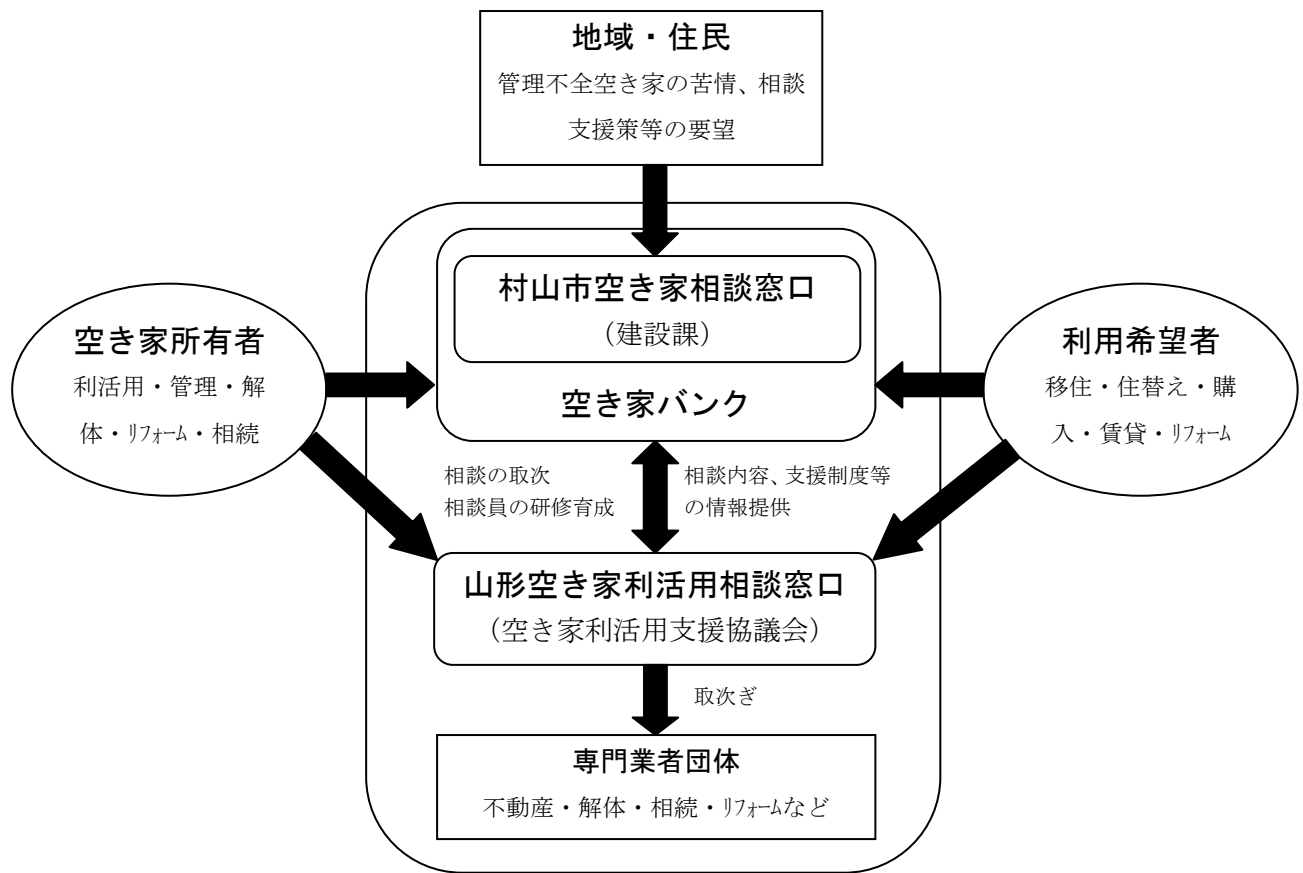 地域・住民
管理不全空き家の苦情、相談
支援策等の要望
村山市空き家相談窓口
（建設課）
空き家バンク
空き家所有者
利活用・管理・解
体・ﾘﾌｫｰﾑ・相続
利用希望者
移住・住替え・購
入・賃貸・ﾘﾌｫｰﾑ
相談の取次
相談員の研修育成
相談内容、支援制度等
の情報提供
山形空き家利活用相談窓口
（空き家利活用支援協議会）
取次ぎ
専門業者団体
不動産・解体・相続・ﾘﾌｫｰﾑなど